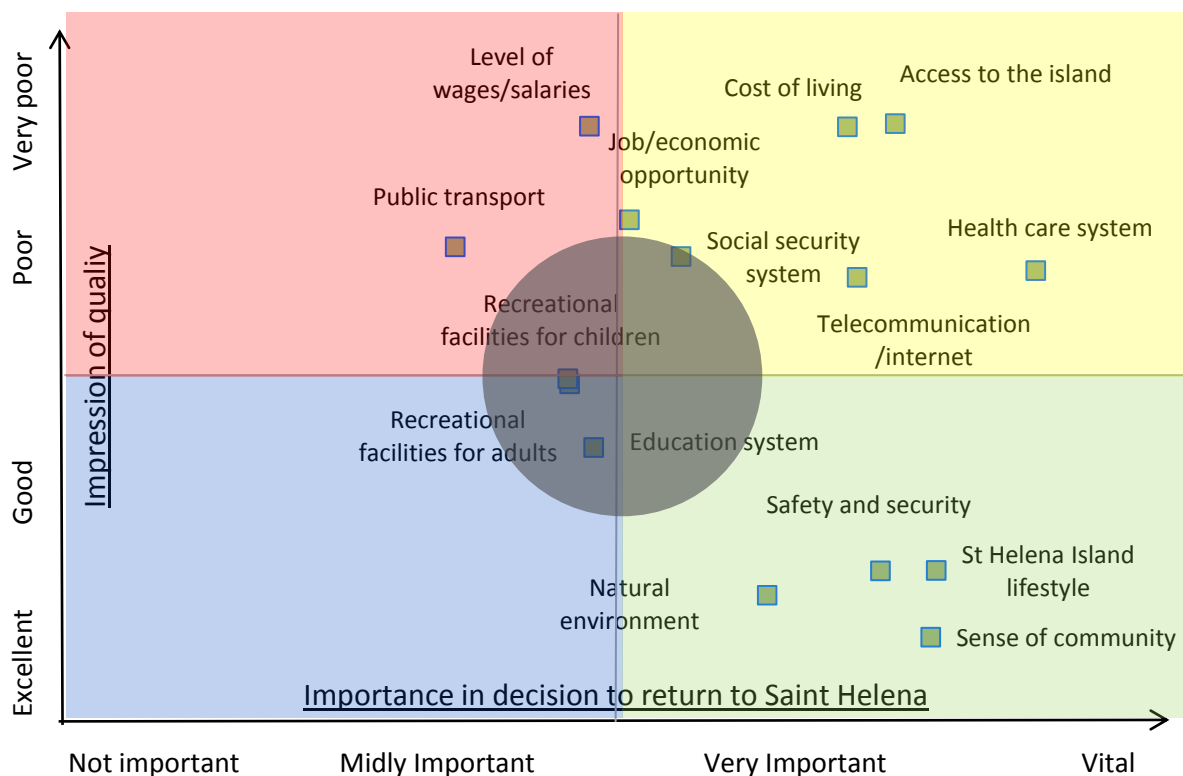 Very poor
Poor
Good
Excellent
Impression of qualiy
Level of
wages/salaries
Cost of living
Access to the island
Job/economic
opportunity
Public transport
Social security
system
Health care system
Recreational
facilities for children
Telecommunication
/internet
Recreational
facilities for adults
Education system
Safety and security
St Helena Island
lifestyle
Natural
environment
Sense of community
Importance in decision to return to Saint Helena
Not important
Midly Important
Very Important
Vital